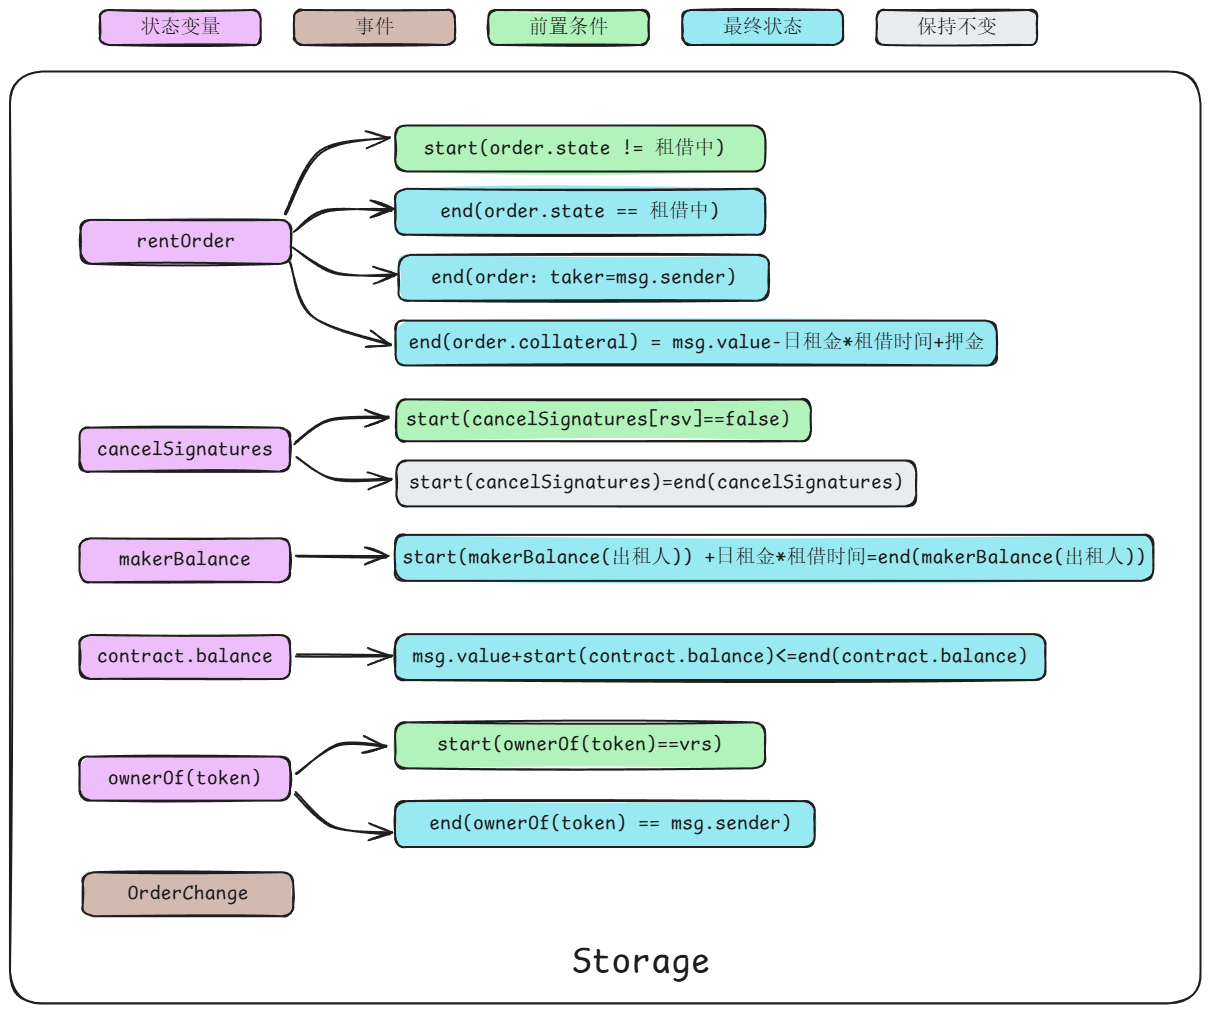 状态变量
事件
前置条件
最终状态
保持不变
start(order.state != 租借中)
end(order.state == 租借中)
rentOrder
end(order: taker=msg.sender)
end(order.collateral) = msg.value-日租金*租借时间+押金
start(cancelSignatures[rsv]==false)
cancelSignatures
start(cancelSignatures)=end(cancelSignatures)
makerBalance
start(makerBalance(出租人)) +日租金*租借时间=end(makerBalance(出租人))
contract.balance
msg.value+start(contract.balance)<=end(contract.balance)
start(ownerOf(token)==vrs)
ownerOf(token)
end(ownerOf(token) == msg.sender)
OrderChange
Storage